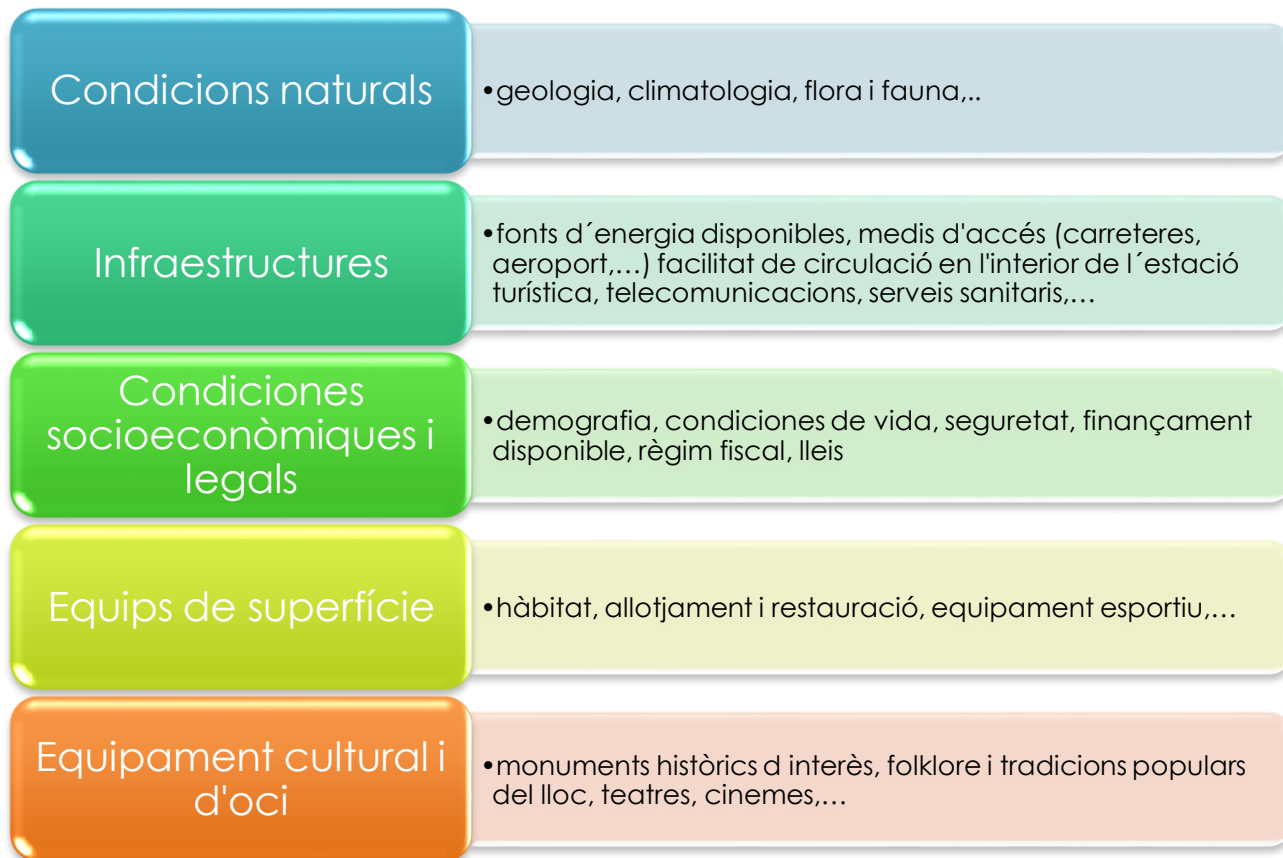 Condicions naturals
•geologia, climatologia, flora i fauna,..
Infraestructures
•fonts d´energia disponibles, medis d'accés (carreteres,
aeroport,…) facilitat de circulació en l'interior de l´estació
turística, telecomunicacions, serveis sanitaris,…
Condiciones
socioeconòmiques i
legals
•demografia, condiciones de vida, seguretat, finançament
disponible, règim fiscal, lleis
Equips de superfície
•hàbitat, allotjament i restauració, equipament esportiu,…
Equipament cultural i
d'oci
•monuments històrics d interès, folklore i tradicions populars
del lloc, teatres, cinemes,…